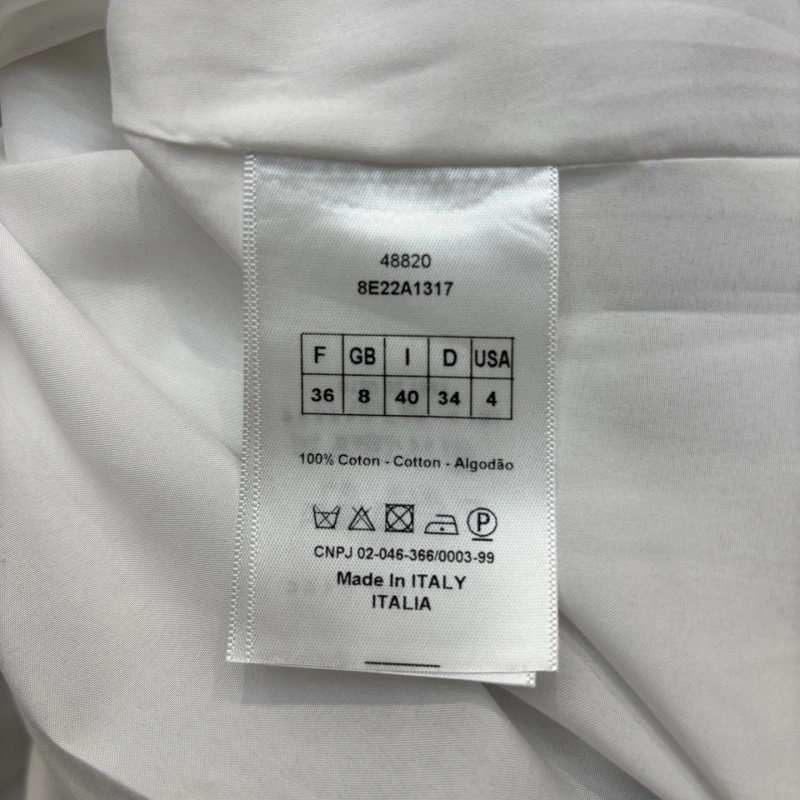 48820
8E22A1317
F GB I D USA
36 8 40 34 4
100% Coton - Cotton - Algodão
P
CNPJ 02-046-366/0003-99
Made In ITALY
ITALIA